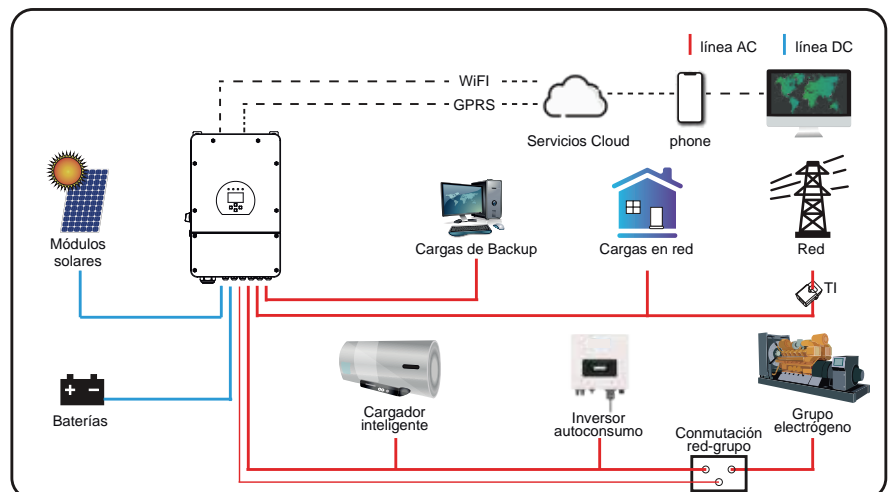 línea AC
línea DC
WiFI
GPRS
Servicios Cloud
phone
Módulos
solares
Cargas de Backup
Cargas en red
Red
TI
Baterías
Cargador
inteligente
Inversor
autoconsumo
Grupo
electrógeno
Conmutación
red-grupo